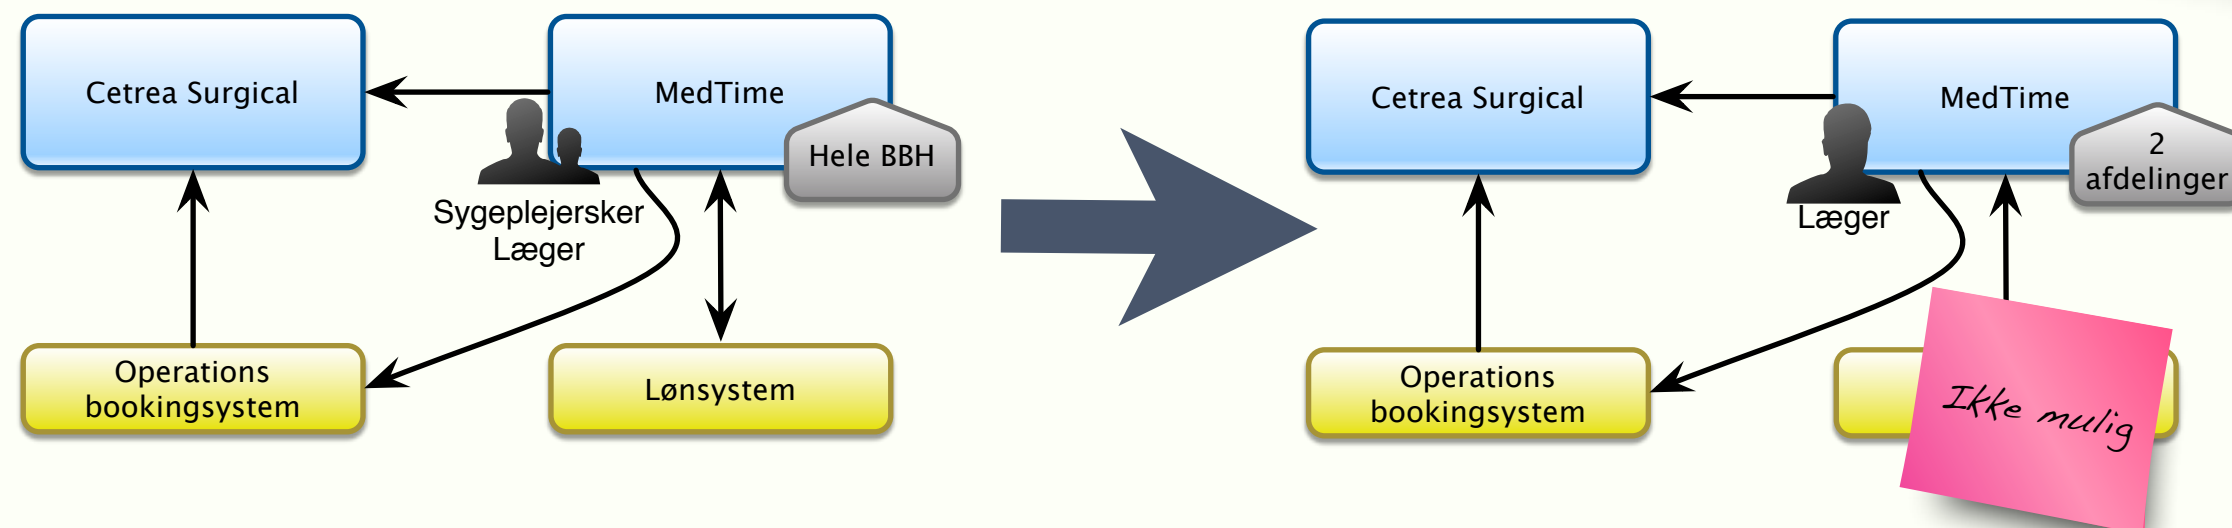 Cetrea Surgical
MedTime
Hele BBH
Sygeplejersker
Læger
Operations
bookingsystem
Lønsystem
Cetrea Surgical
MedTime
2
afdelinger
Læger
Operations
bookingsystem
Ikke mulig